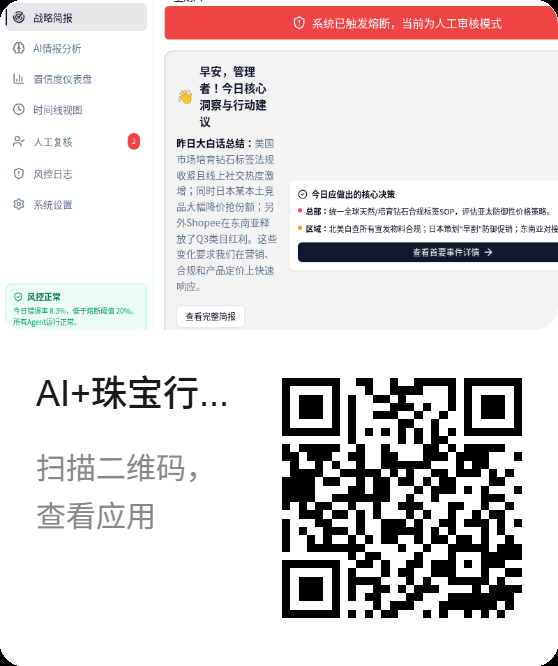 战略简报
AI情报分析
置信度仪表盘
时间线视图
人工复核
2
风控日志
系统设置
风控正常
今日错误率 8.3%，低于熔断阈值 20%。
所有Agent运行正常。
系统已触发熔断，当前为人工审核模式
早安，管理
者！今日核心
洞察与行动建
议
昨日大白话总结：美国
市场培育钻石标签法规
收紧且线上社交热度激
增；同时日本某本土竞
品大幅降价抢份额；另
外Shopee在东南亚释
放了Q3类目红利。这些
变化要求我们在营销、
合规和产品定价上快速
响应。
查看完整简报
今日应做出的核心决策
总部：统一全球天然/培育钻石合规标签SOP，评估亚太防御性价格策略。
区域：北美自查所有宣发物料合规；日本策划"早割"防御促销；东南亚对接
查看首要事件详情
AI+珠宝行...
扫描二维码，
查看应用